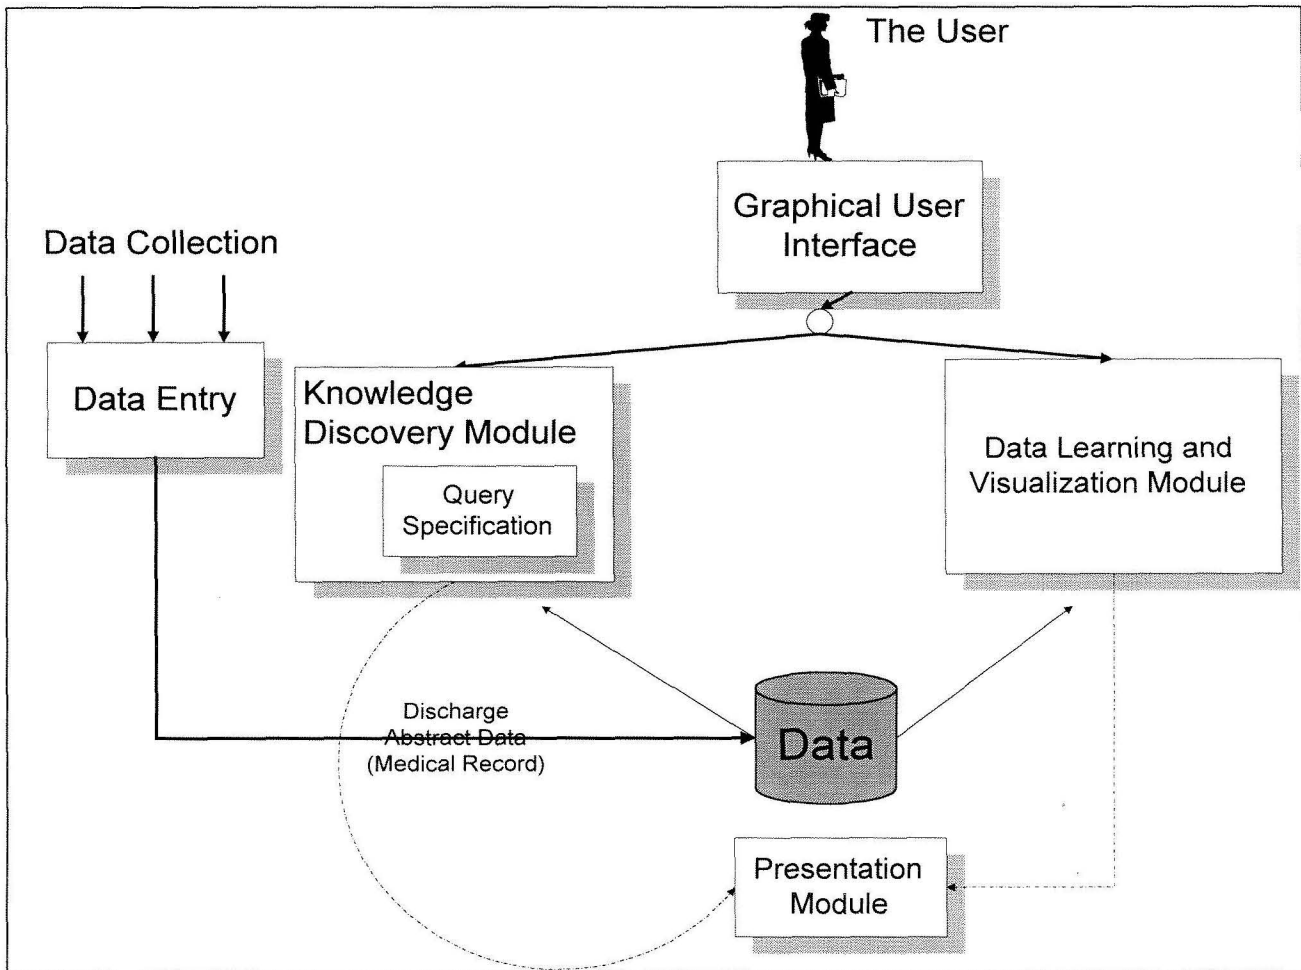 The User
Graphical User
Interface
Data Collection
Data Entry
Knowledge
Discovery Module
Query
Specification
Data Learning and
Visualization Module
Discharge
Abstract Data
(Medical Record)
Data
Presentation
Module